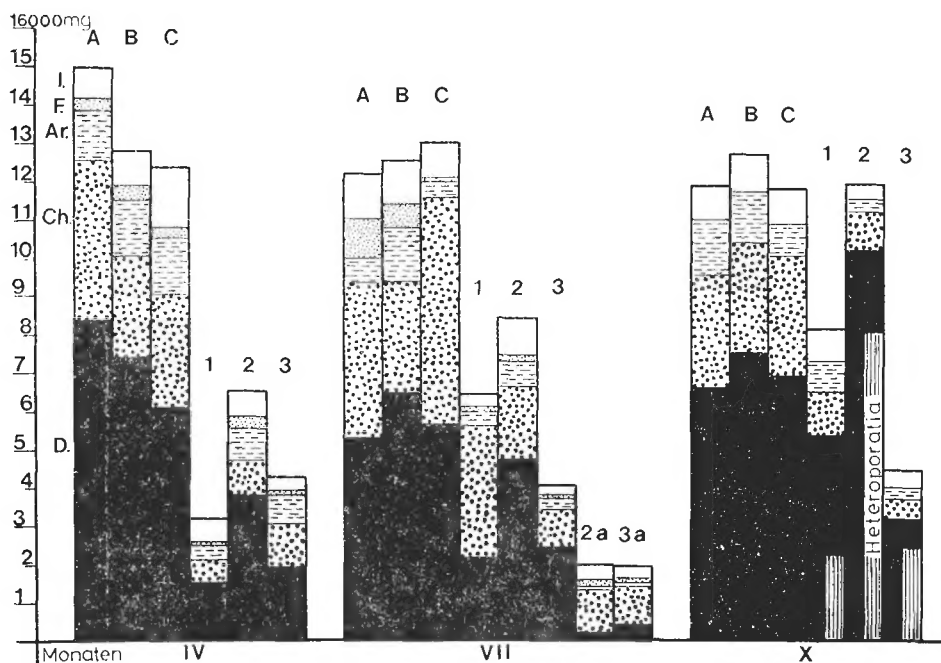 16000mg
15
14
13
12
11
10
9
8
7
6
5
4
3
2
1
I.
F.
Ar.
Ch.
D.
A B C
1 2 3
A B C
1 2 3
2a 3a
A B C
1 2 3
Heteroporatia
Monaten IV VII X